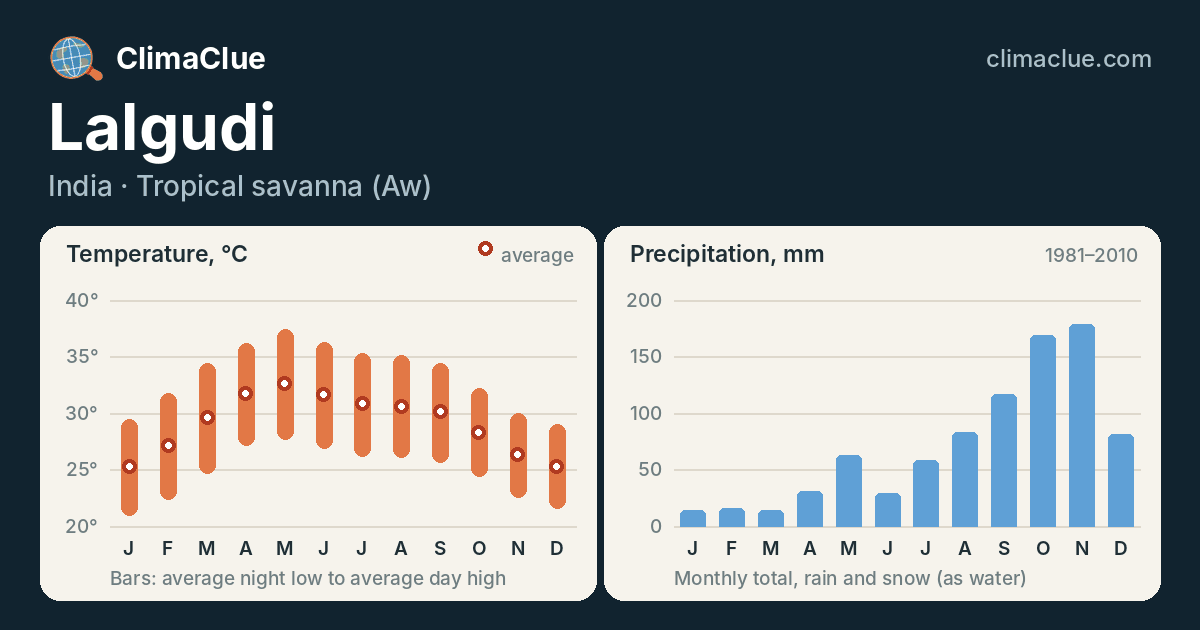 ClimaClue
climaclue.com
Lalgudi
India · Tropical savanna (Aw)
Temperature, °C
average
40°
35°
30°
25°
20°
J F M A M J J A S O N D
Bars: average night low to average day high
Precipitation, mm
1981–2010
200
150
100
50
0
J F M A M J J A S O N D
Monthly total, rain and snow (as water)